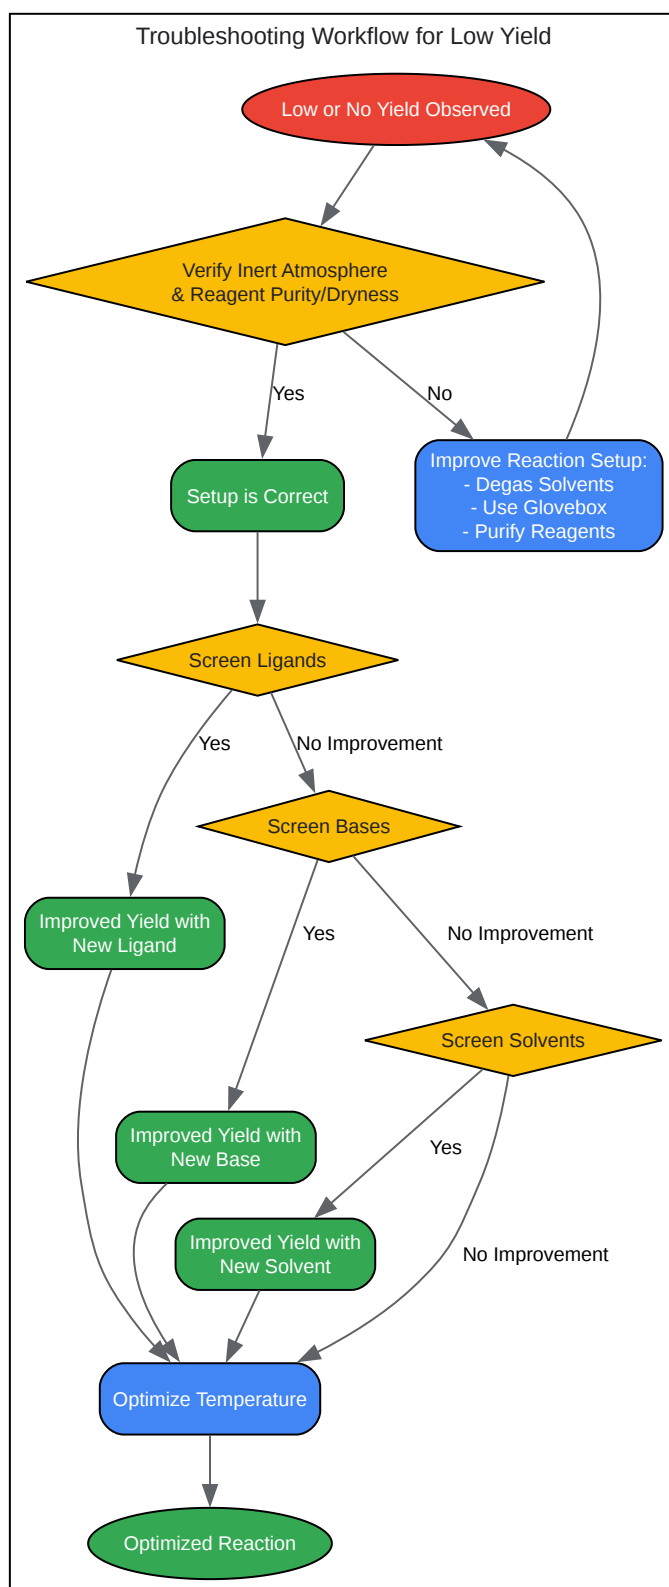 Troubleshooting Workflow for Low Yield
Low or No Yield Observed
Verify Inert Atmosphere
& Reagent Purity/Dryness
Yes
No
Improve Reaction Setup:
- Degas Solvents
- Use Glovebox
- Purify Reagents
Setup is Correct
Screen Ligands
Yes
No Improvement
Screen Bases
Improved Yield with
New Ligand
Yes
No Improvement
Screen Solvents
Improved Yield with
New Base
Yes
Improved Yield with
New Solvent
No Improvement
Optimize Temperature
Optimized Reaction